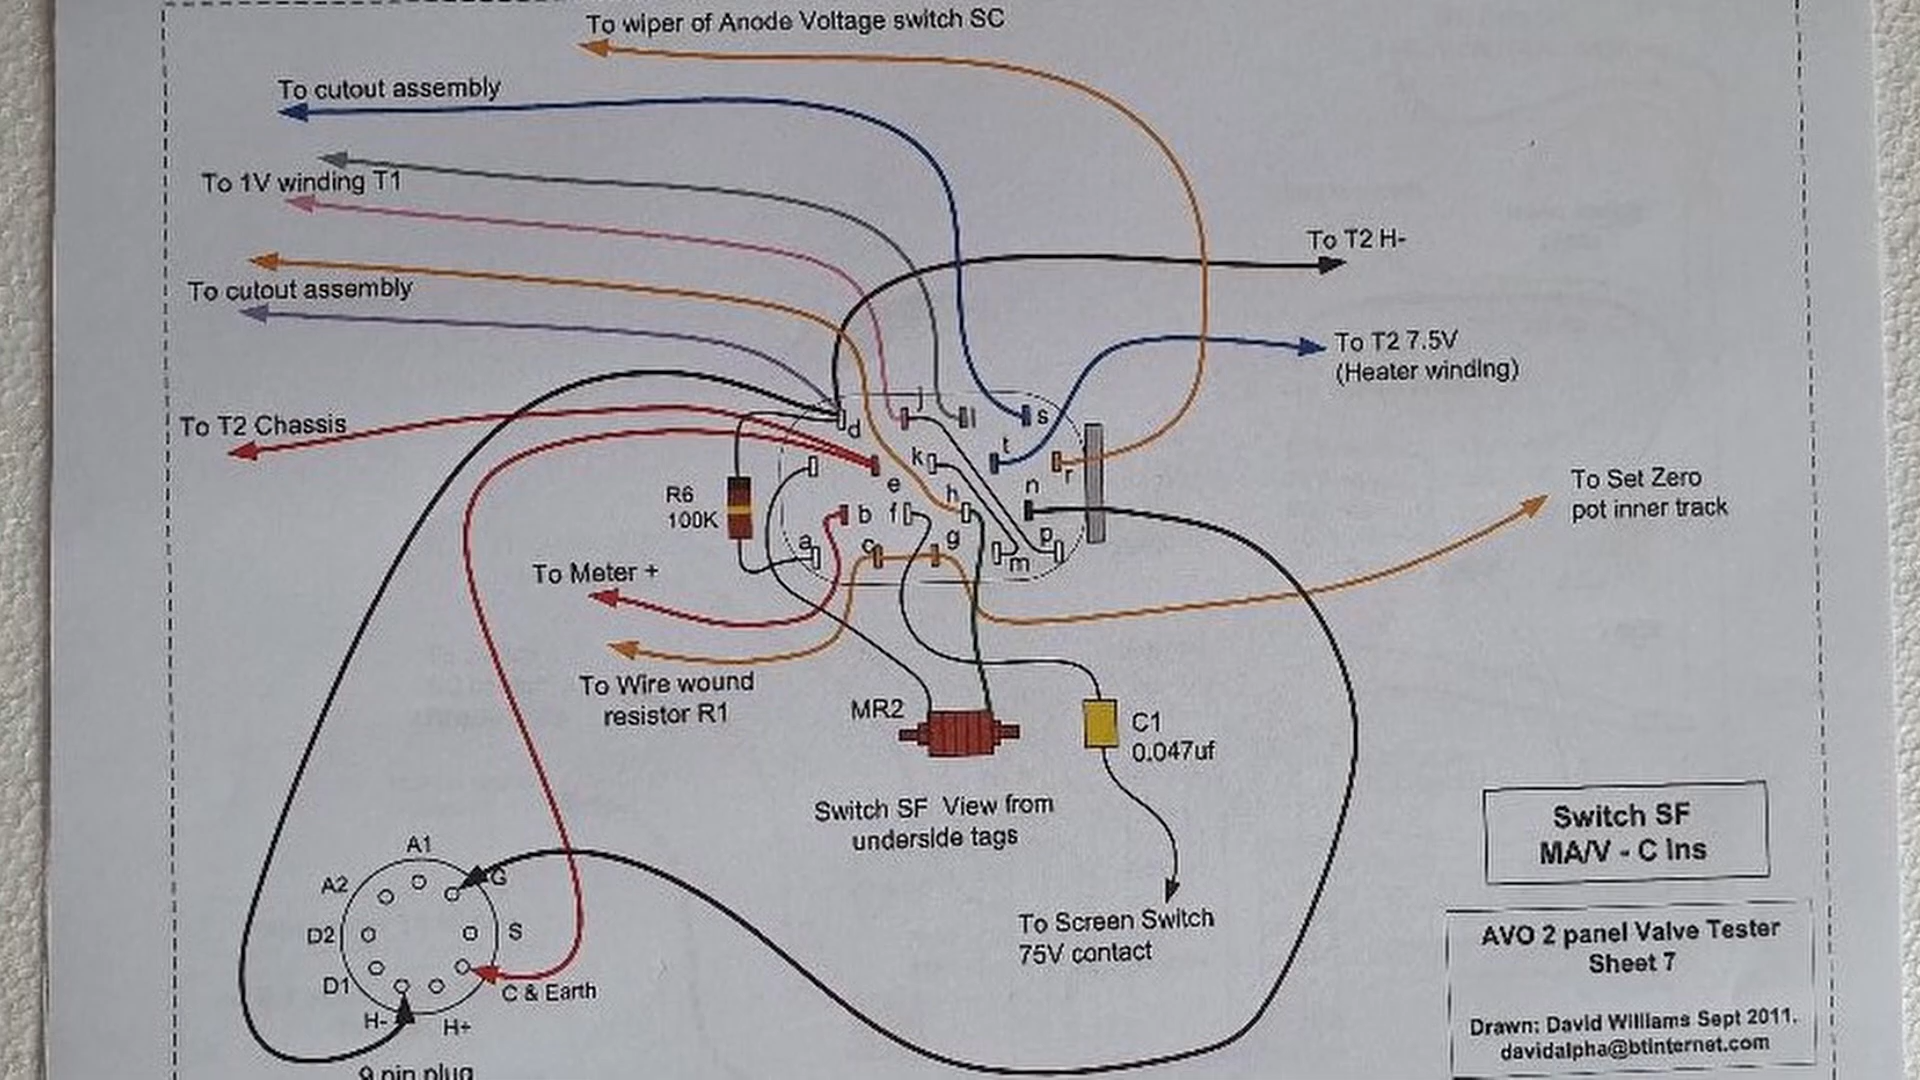 To wiper of Anode Voltage switch SC
To cutout assembly
To 1V winding T1
To T2 H-
To cutout assembly
To T2 7.5V
(Heater winding)
To T2 Chassis
j
l
s
d
t
k
r
e
h
n
To Set Zero
pot inner track
R6
100K
b
f
a
c
g
p
m
To Meter +
To Wire wound
resistor R1
MR2
C1
0.047uf
Switch SF View from
underside tags
Switch SF
MA/V - C Ins
A1
A2
G
D2
S
D1
C & Earth
H-
H+
9 pin plug
To Screen Switch
75V contact
AVO 2 panel Valve Tester
Sheet 7
Drawn: David Williams Sept 2011.
davidalpha@btinternet.com